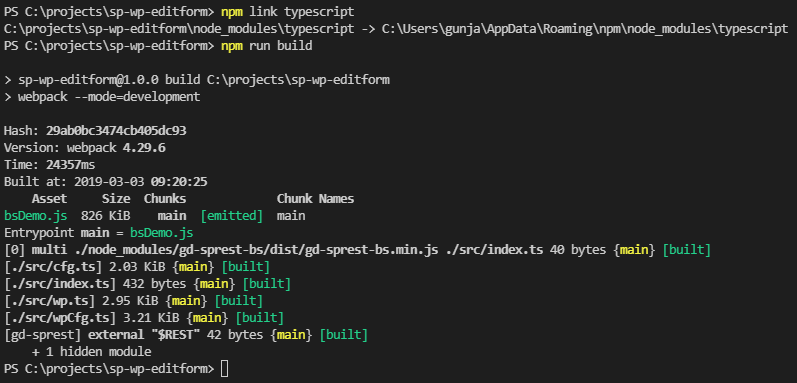 PS C:\projects\sp-wp-editform> npm link typescript
C:\projects\sp-wp-editform\node_modules\typescript -> C:\Users\gunja\AppData\Roaming\npm\node_modules\typescript
PS C:\projects\sp-wp-editform> npm run build
> sp-wp-editform@1.0.0 build C:\projects\sp-wp-editform
> webpack --mode=development
Hash: 29ab0bc3474cb405dc93
Version: webpack 4.29.6
Time: 24357ms
Built at: 2019-03-03 09:20:25
Asset Size Chunks Chunk Names
bsDemo.js 826 KiB main [emitted] main
Entrypoint main = bsDemo.js
[0] multi ./node_modules/gd-sprest-bs/dist/gd-sprest-bs.min.js ./src/index.ts 40 bytes {main} [built]
[./src/cfg.ts] 2.03 KiB {main} [built]
[./src/index.ts] 432 bytes {main} [built]
[./src/wp.ts] 2.95 KiB {main} [built]
[./src/wpCfg.ts] 3.21 KiB {main} [built]
[gd-sprest] external "$REST" 42 bytes {main} [built]
+ 1 hidden module
PS C:\projects\sp-wp-editform>